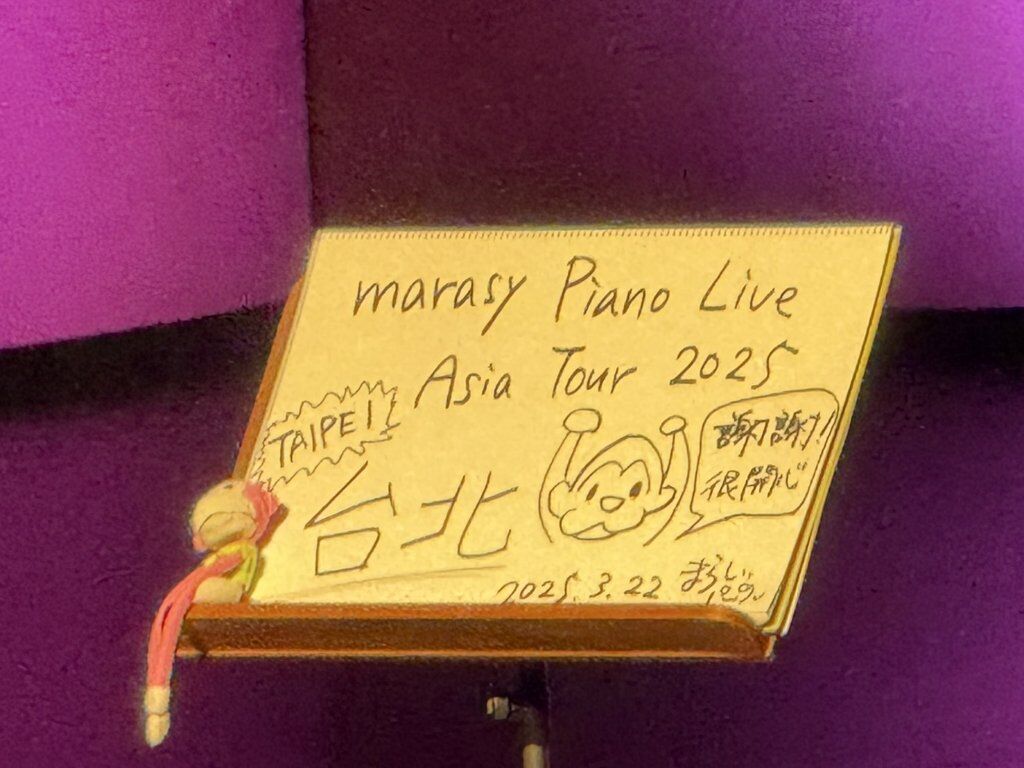 marasy Piano Live
Asia Tour 2025
TAIPEI
台北
謝謝!!
很開心
2025.3.22
まらしぃ